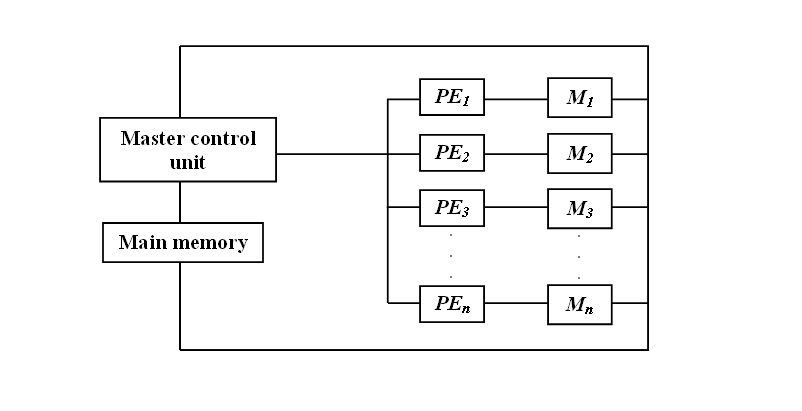 PE1
M1
Master control
unit
PE2
M2
PE3
M3
Main memory
PEn
Mn